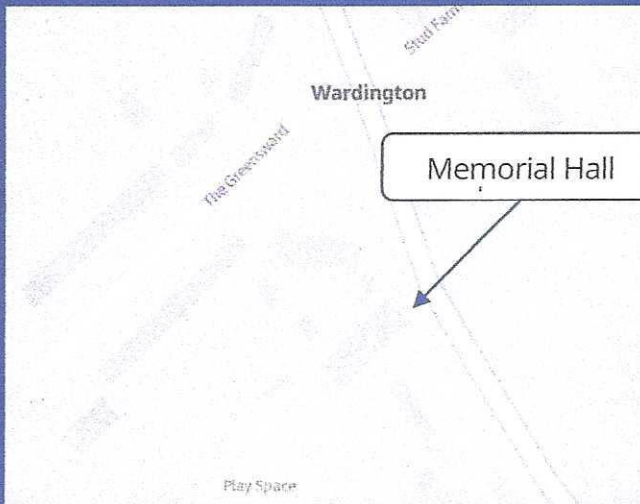 Stud Farm
Wardington
The Greensward
Memorial Hall
Play Space